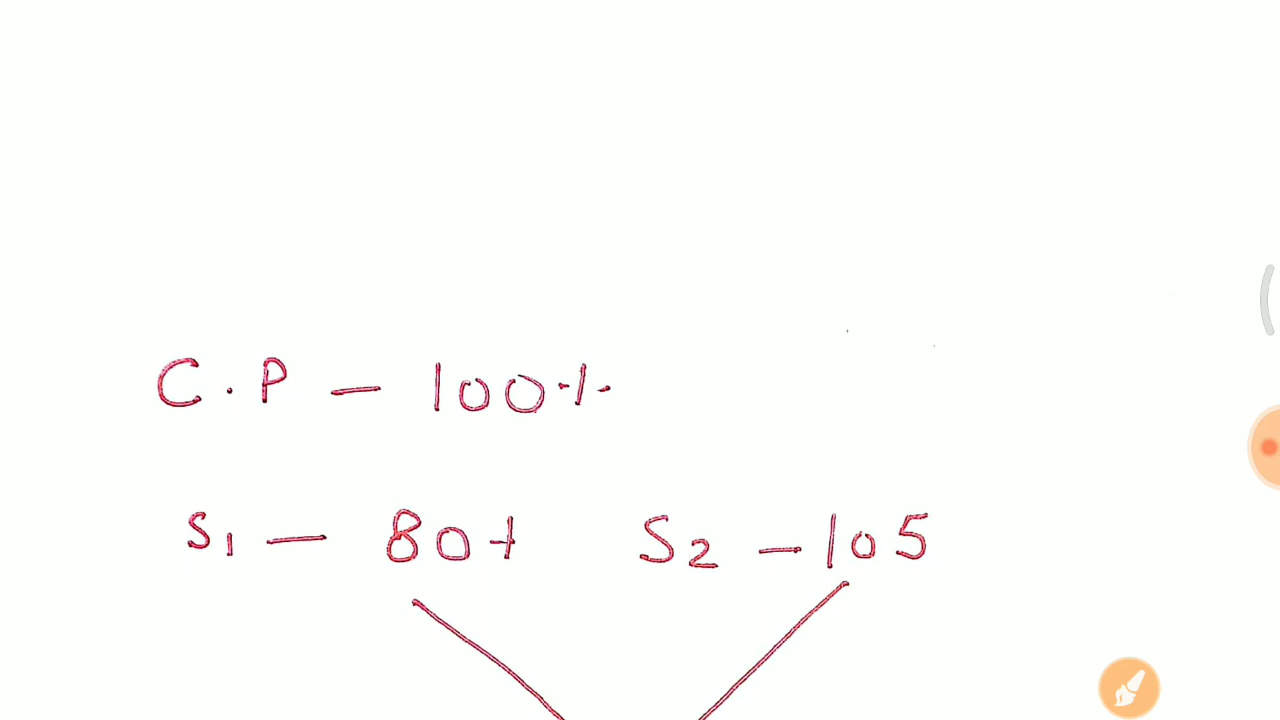 C.P — 100%
S1 — 80% S2 — 105